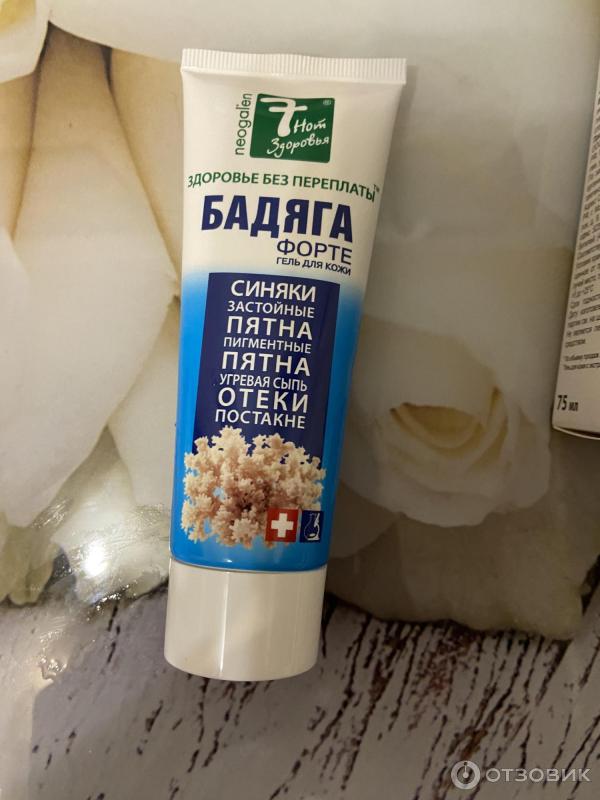 neogalen
7 Нот
Здоровья
®
ЗДОРОВЬЕ БЕЗ ПЕРЕПЛАТЫ™
БАДЯГА
ФОРТЕ
ГЕЛЬ ДЛЯ КОЖИ
СИНЯКИ
ЗАСТОЙНЫЕ
ПЯТНА
ПИГМЕНТНЫЕ
ПЯТНА
УГРЕВАЯ СЫПЬ
ОТЕКИ
ПОСТАКНЕ
75 мл
ОТЗОВИК